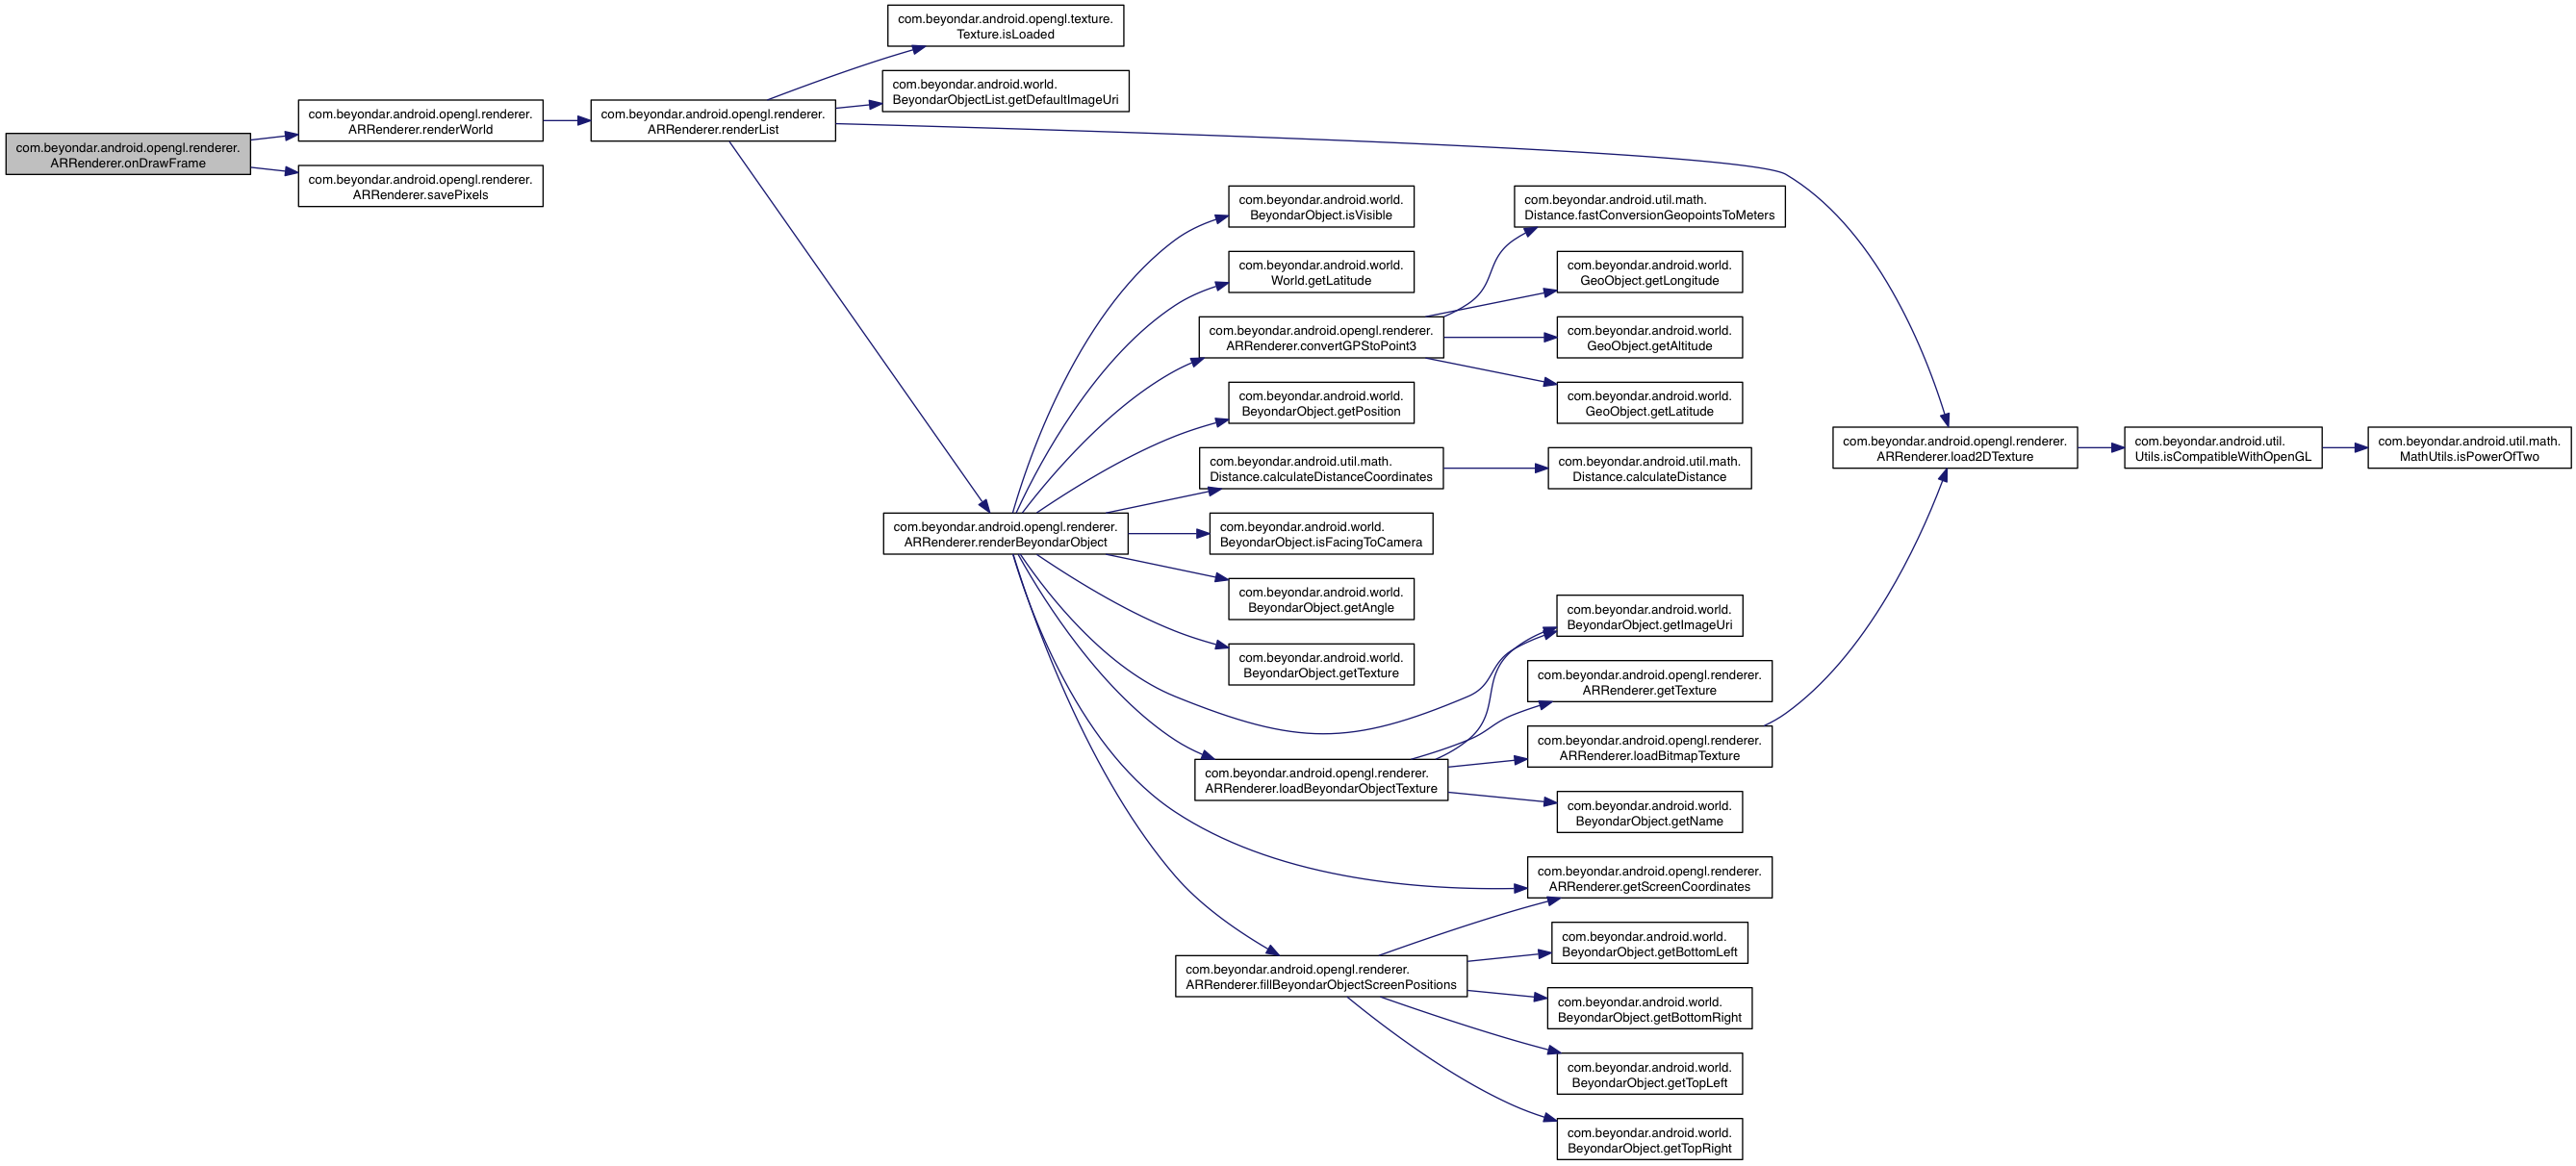 com.beyondar.android.opengl.texture.
Texture.isLoaded
com.beyondar.android.world.
BeyondarObjectList.getDefaultImageUri
com.beyondar.android.opengl.renderer.
ARRenderer.renderWorld
com.beyondar.android.opengl.renderer.
ARRenderer.renderList
com.beyondar.android.opengl.renderer.
ARRenderer.onDrawFrame
com.beyondar.android.opengl.renderer.
ARRenderer.savePixels
com.beyondar.android.world.
BeyondarObject.isVisible
com.beyondar.android.util.math.
Distance.fastConversionGeopointsToMeters
com.beyondar.android.world.
World.getLatitude
com.beyondar.android.world.
GeoObject.getLongitude
com.beyondar.android.opengl.renderer.
ARRenderer.convertGPStoPoint3
com.beyondar.android.world.
GeoObject.getAltitude
com.beyondar.android.world.
BeyondarObject.getPosition
com.beyondar.android.world.
GeoObject.getLatitude
com.beyondar.android.opengl.renderer.
ARRenderer.load2DTexture
com.beyondar.android.util.
Utils.isCompatibleWithOpenGL
com.beyondar.android.util.math.
MathUtils.isPowerOfTwo
com.beyondar.android.util.math.
Distance.calculateDistanceCoordinates
com.beyondar.android.util.math.
Distance.calculateDistance
com.beyondar.android.opengl.renderer.
ARRenderer.renderBeyondarObject
com.beyondar.android.world.
BeyondarObject.isFacingToCamera
com.beyondar.android.world.
BeyondarObject.getAngle
com.beyondar.android.world.
BeyondarObject.getImageUri
com.beyondar.android.world.
BeyondarObject.getTexture
com.beyondar.android.opengl.renderer.
ARRenderer.getTexture
com.beyondar.android.opengl.renderer.
ARRenderer.loadBitmapTexture
com.beyondar.android.opengl.renderer.
ARRenderer.loadBeyondarObjectTexture
com.beyondar.android.world.
BeyondarObject.getName
com.beyondar.android.opengl.renderer.
ARRenderer.getScreenCoordinates
com.beyondar.android.world.
BeyondarObject.getBottomLeft
com.beyondar.android.opengl.renderer.
ARRenderer.fillBeyondarObjectScreenPositions
com.beyondar.android.world.
BeyondarObject.getBottomRight
com.beyondar.android.world.
BeyondarObject.getTopLeft
com.beyondar.android.world.
BeyondarObject.getTopRight